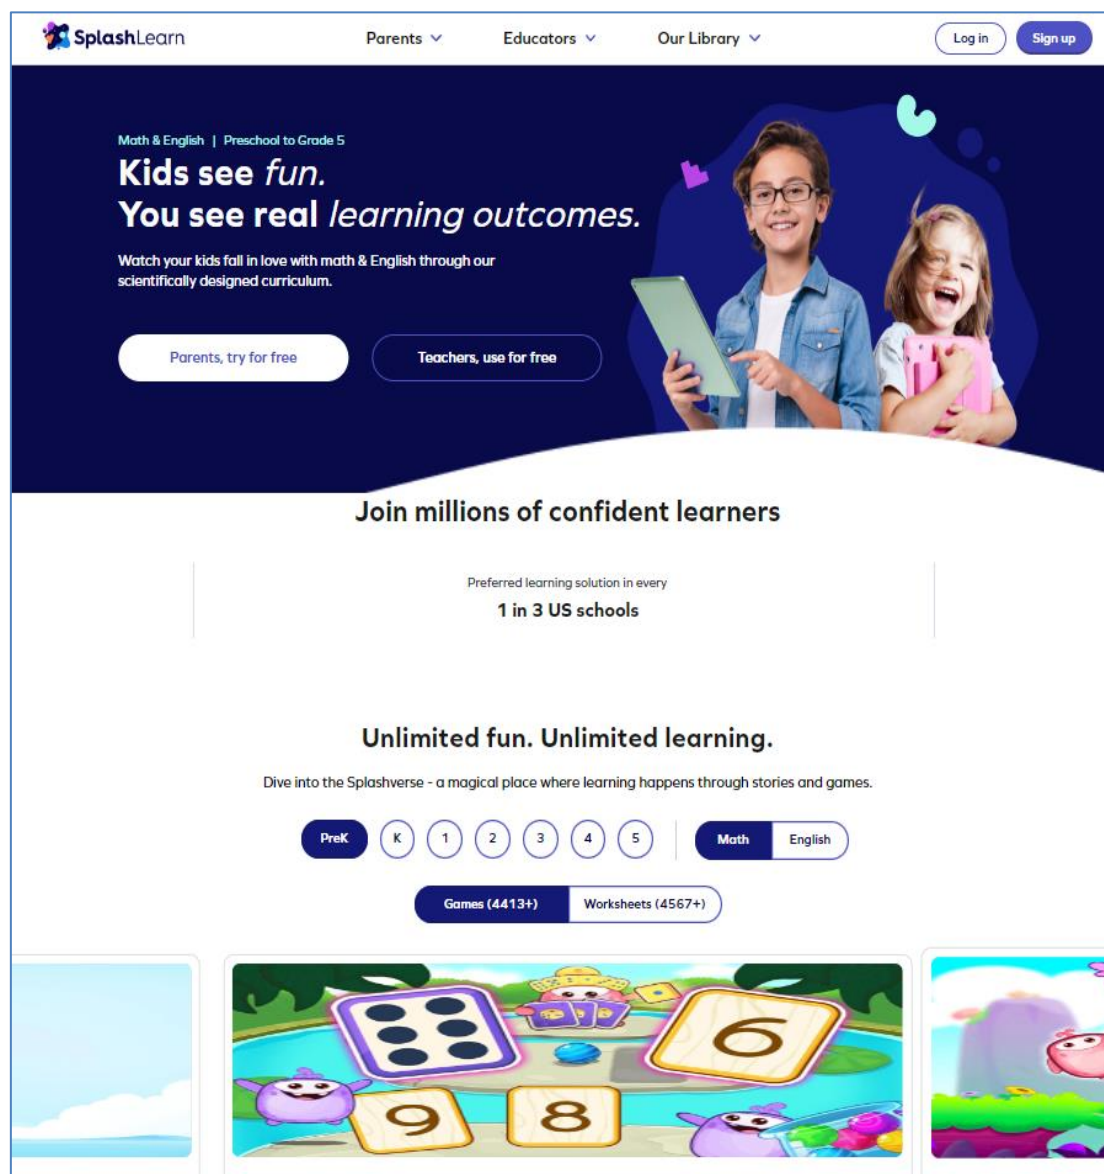 SplashLearn
Parents
Educators
Our Library
Log in
Sign up
Math & English | Preschool to Grade 5
Kids see fun.
You see real learning outcomes.
Watch your kids fall in love with math & English through our
scientifically designed curriculum.
Parents, try for free
Teachers, use for free
Join millions of confident learners
Preferred learning solution in every
1 in 3 US schools
Unlimited fun. Unlimited learning.
Dive into the Splashverse - a magical place where learning happens through stories and games.
PreK
K
1
2
3
4
5
Math
English
Games (4413+)
Worksheets (4567+)
6
9
8